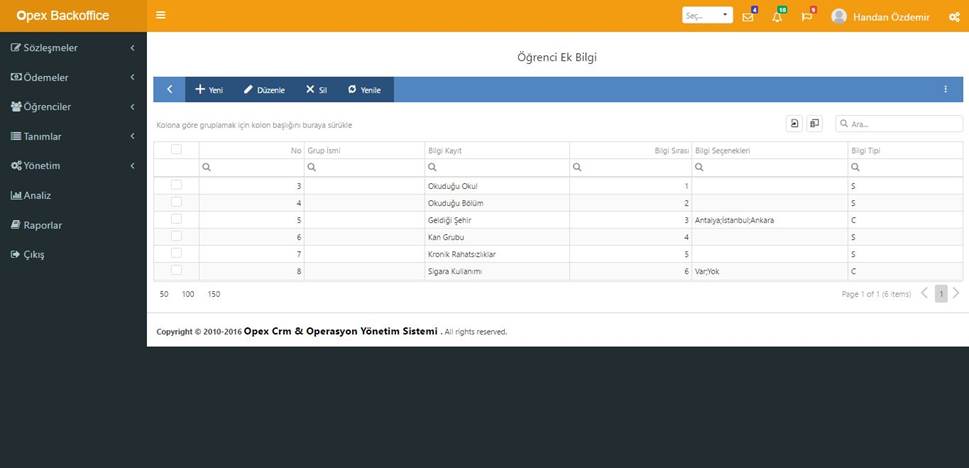 Opex Backoffice
Seç...
4
10
9
Handan Özdemir
Sözleşmeler
Ödemeler
Öğrenciler
Tanımlar
Yönetim
Analiz
Raporlar
Çıkış
Öğrenci Ek Bilgi
Yeni Düzenle Sil Yenile
Kolona göre gruplamak için kolon başlığını buraya sürükle
Ara...
No Grup İsmi Bilgi Kayıt Bilgi Sırası Bilgi Seçenekleri Bilgi Tipi
3 Okuduğu Okul 1 S
4 Okuduğu Bölüm 2 S
5 Geldiği Şehir 3 Antalya;İstanbul;Ankara C
6 Kan Grubu 4 S
7 Kronik Rahatsızlıklar 5 S
8 Sigara Kullanımı 6 Var;Yok C
50 100 150
Page 1 of 1 (6 items) 1
Copyright © 2010-2016 Opex Crm & Operasyon Yönetim Sistemi . All rights reserved.